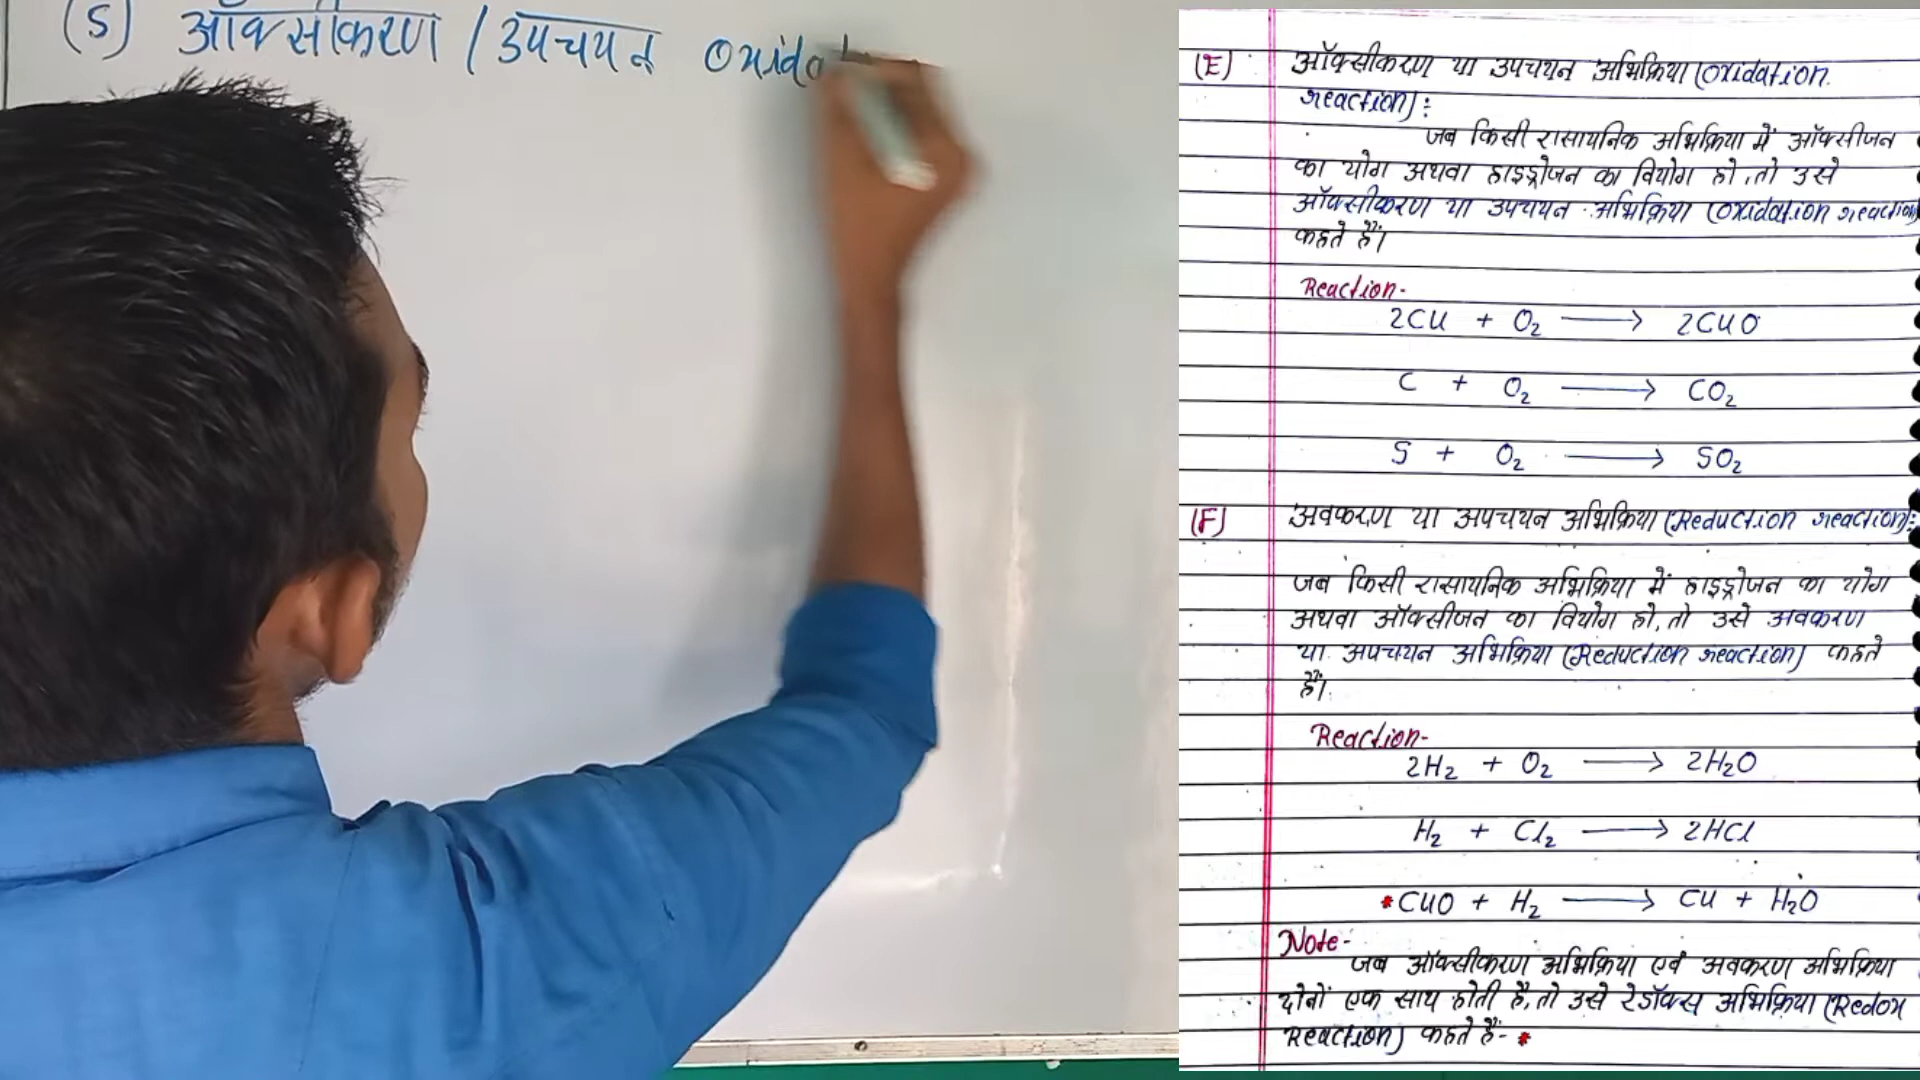 (5) ऑक्सीकरण / उपचयन Oxidat
(E) ऑक्सीकरण या उपचयन अभिक्रिया (Oxidation
reaction) :
जब किसी रासायनिक अभिक्रिया में ऑक्सीजन
का योग अथवा हाइड्रोजन का वियोग हो, तो उसे
ऑक्सीकरण या उपचयन अभिक्रिया (Oxidation reaction)
कहते हैं।
Reaction-
2CU + O₂ ⟶ 2CUO
C + O₂ ⟶ CO₂
S + O₂ ⟶ SO₂
(F) अवकरण या अपचयन अभिक्रिया (Reduction reaction):
जब किसी रासायनिक अभिक्रिया में हाइड्रोजन का योग
अथवा ऑक्सीजन का वियोग हो, तो उसे अवकरण
या अपचयन अभिक्रिया (Reduction reaction) कहते
हैं।
Reaction-
2H₂ + O₂ ⟶ 2H₂O
H₂ + Cl₂ ⟶ 2HCl
*CUO + H₂ ⟶ CU + H₂O
Note-
जब ऑक्सीकरण अभिक्रिया एवं अवकरण अभिक्रिया
दोनों एक साथ होती है, तो उसे रेडॉक्स अभिक्रिया (Redox
Reaction) कहते हैं- *